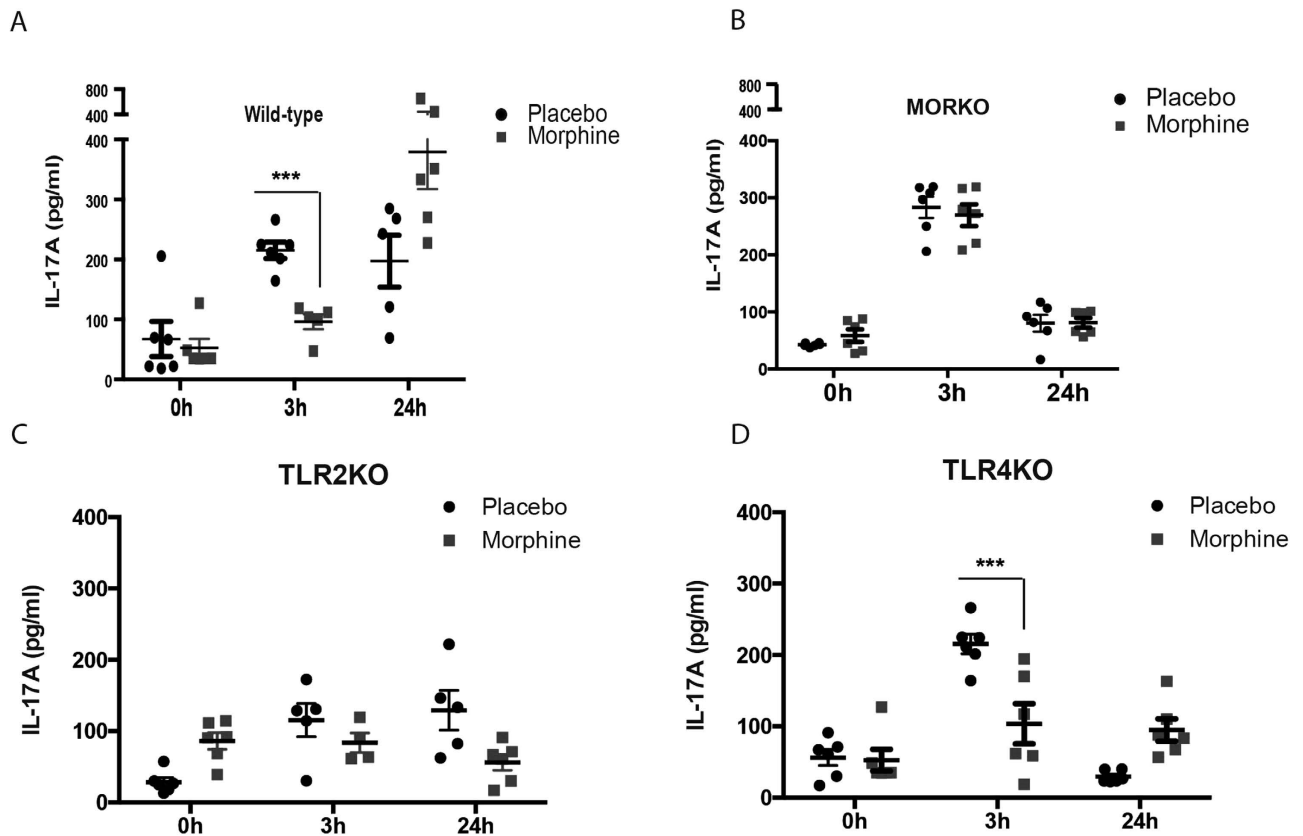 A
Wild-type
Placebo
Morphine
***
IL-17A (pg/ml)
800
400
400
300
200
100
0
0h
3h
24h
B
MORKO
Placebo
Morphine
IL-17A (pg/ml)
800
400
400
300
200
100
0
0h
3h
24h
C
TLR2KO
Placebo
Morphine
IL-17A (pg/ml)
400
300
200
100
0
0h
3h
24h
D
TLR4KO
Placebo
Morphine
***
IL-17A (pg/ml)
400
300
200
100
0
0h
3h
24h